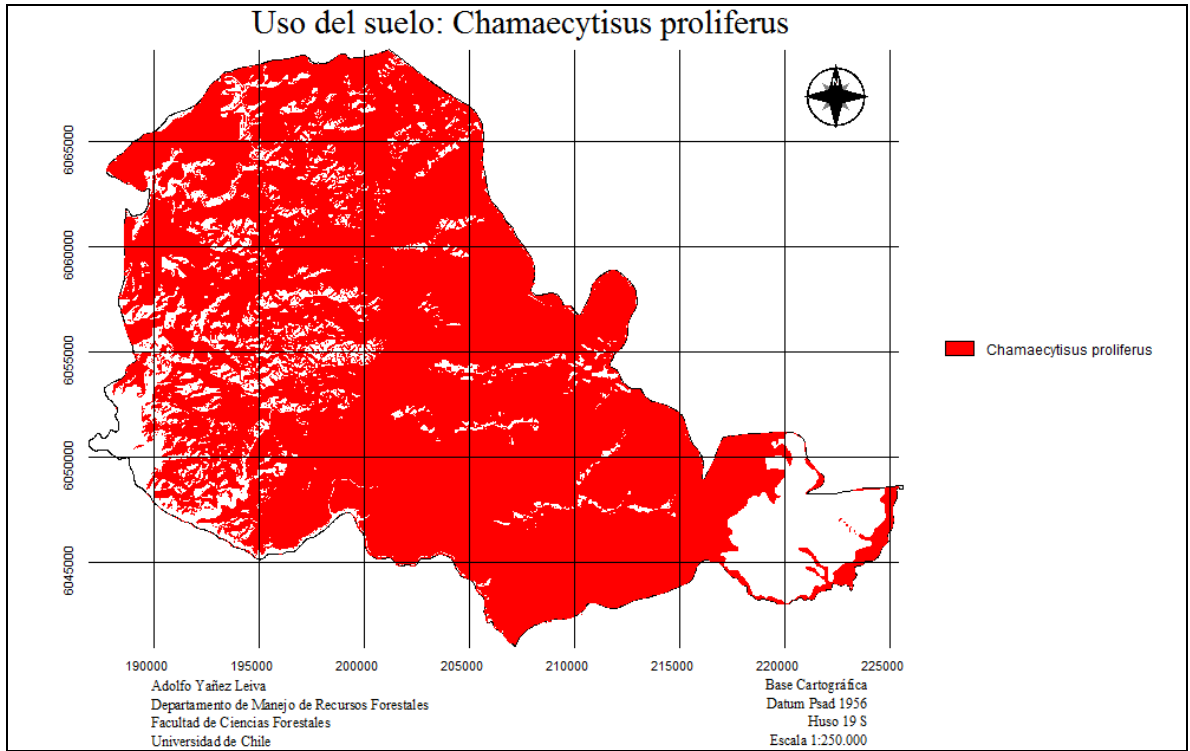 Uso del suelo: Chamaecytisus proliferus
N
6065000
6060000
6055000
6050000
6045000
Chamaecytisus proliferus
190000
195000
200000
205000
210000
215000
220000
225000
Adolfo Yañez Leiva
Departamento de Manejo de Recursos Forestales
Facultad de Ciencias Forestales
Universidad de Chile
Base Cartográfica
Datum Psad 1956
Huso 19 S
Escala 1:250.000